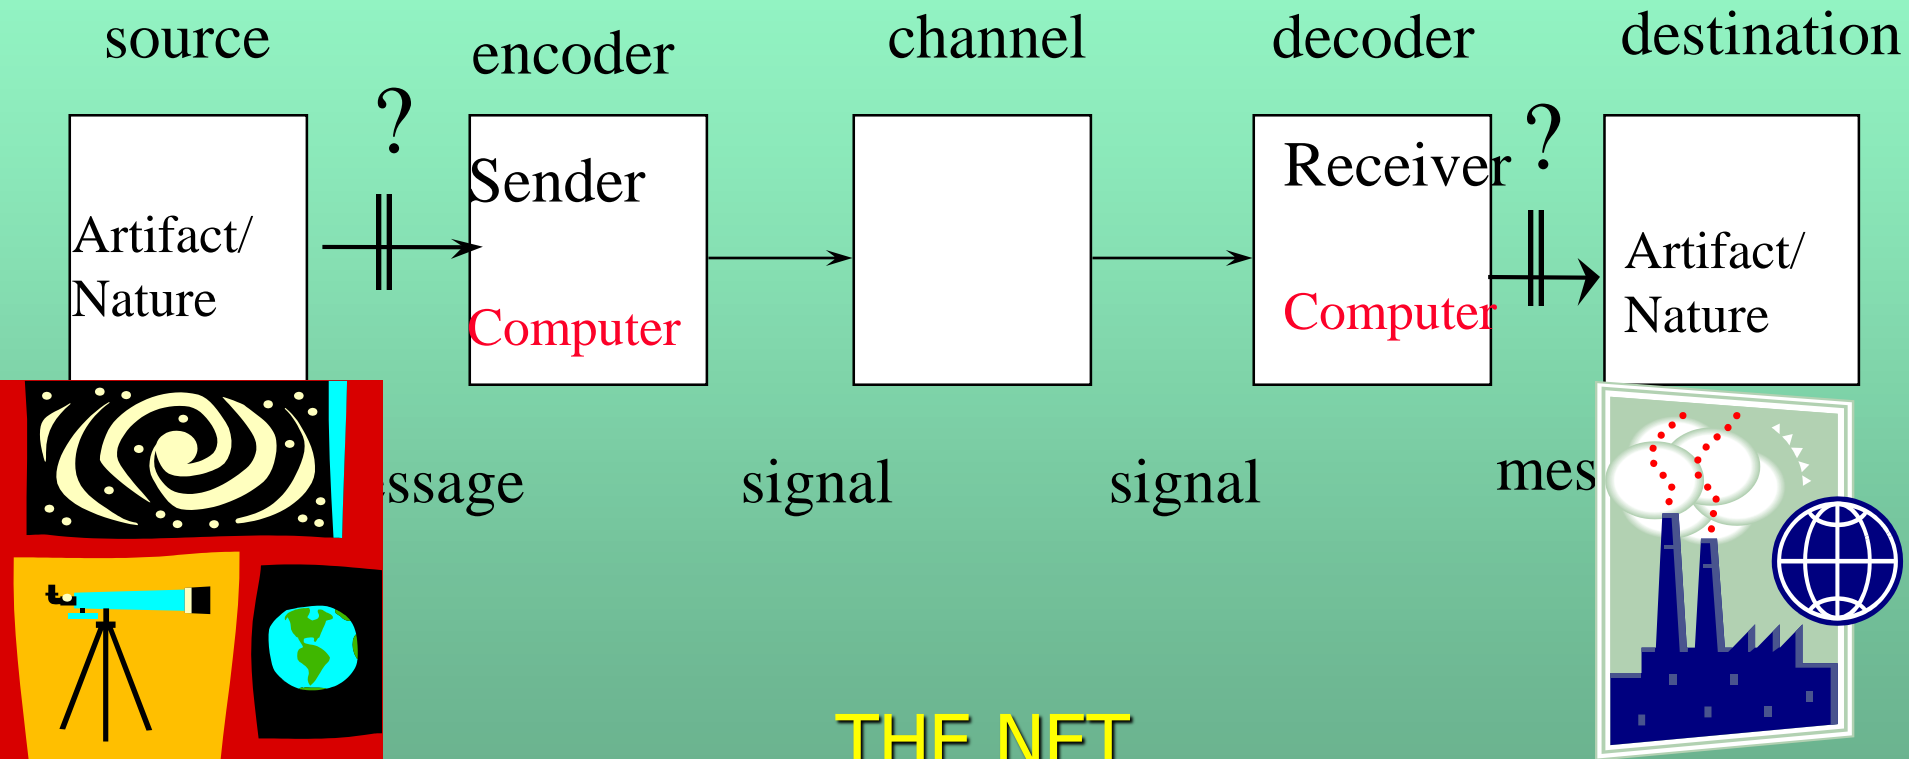 source
encoder
channel
decoder
destination
?
?
Sender
Receiver
Artifact/
Nature
Artifact/
Nature
Computer
Computer
ssage
signal
signal
mes
THE NET